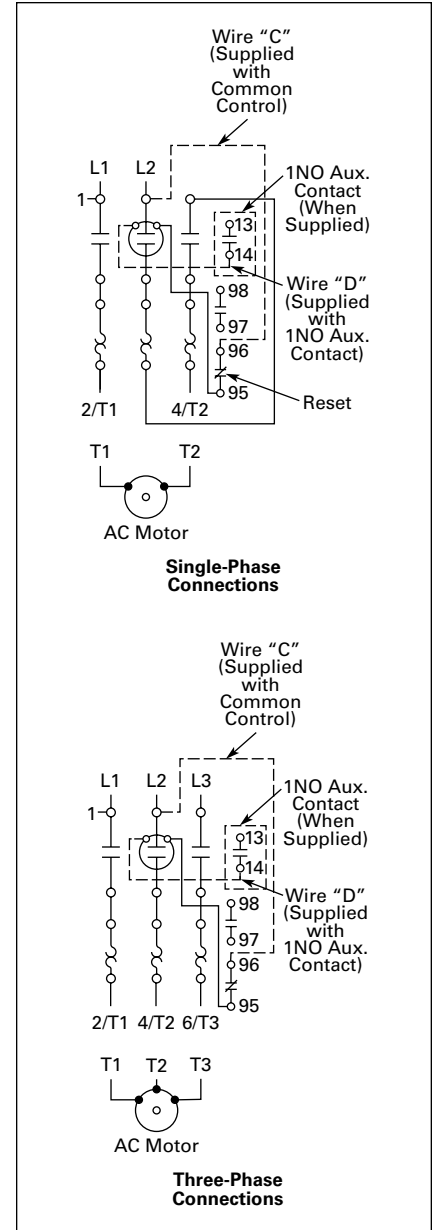 Wire “C”
(Supplied
with
Common
Control)
L1 L2
1NO Aux.
Contact
(When
Supplied)
1
13
14
Wire “D”
(Supplied
with
1NO Aux.
Contact)
98
97
96
95
Reset
2/T1 4/T2
T1 T2
AC Motor
Single-Phase
Connections
Wire “C”
(Supplied
with
Common
Control)
L1 L2 L3
1NO Aux.
Contact
(When
Supplied)
1
13
14
Wire “D”
(Supplied
with
1NO Aux.
Contact)
98
97
96
95
2/T1 4/T2 6/T3
T1 T2 T3
AC Motor
Three-Phase
Connections